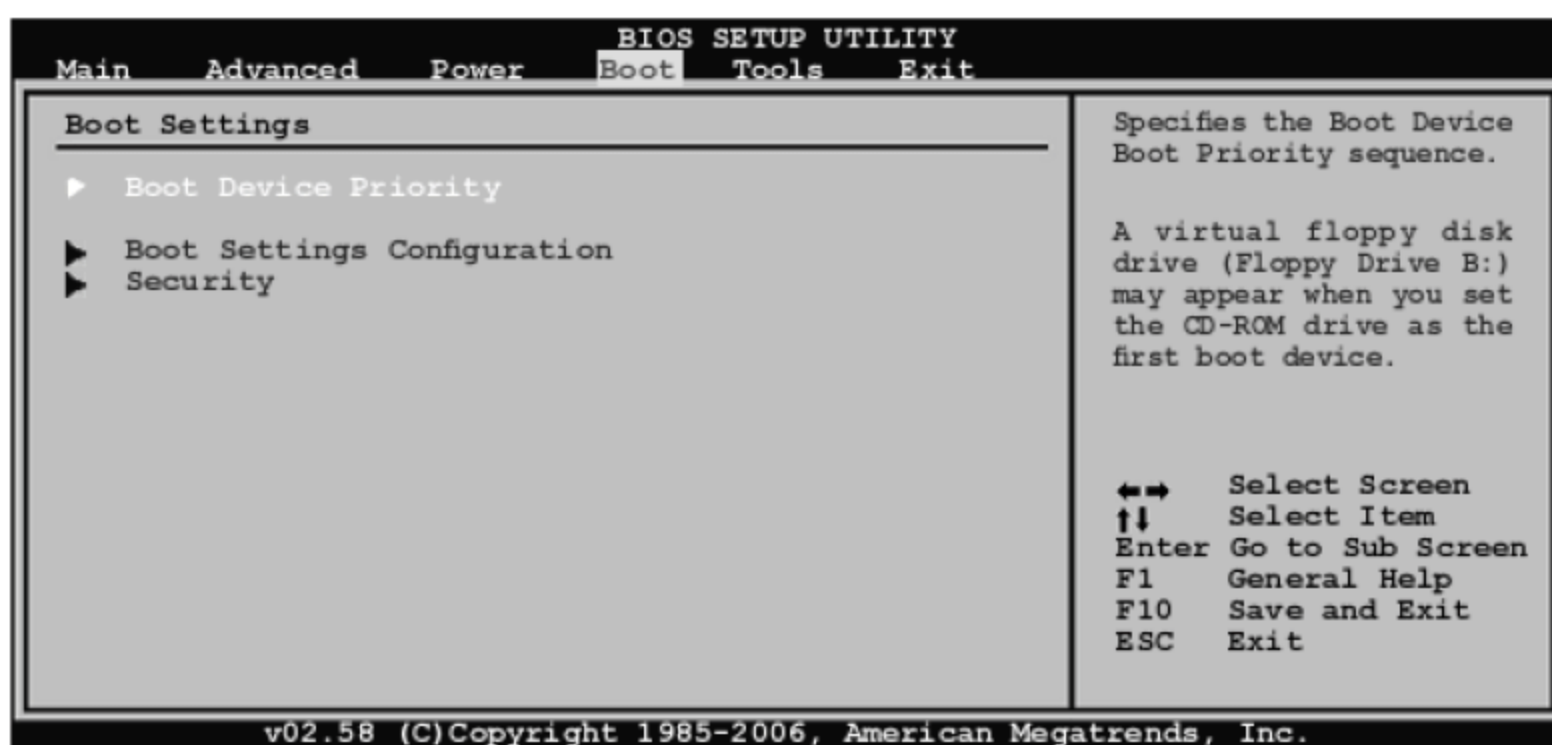 BIOS SETUP UTILITY
Main Advanced Power Boot Tools Exit
Boot Settings
Boot Device Priority
Boot Settings Configuration
Security
Specifies the Boot Device
Boot Priority sequence.
A virtual floppy disk
drive (Floppy Drive B:)
may appear when you set
the CD-ROM drive as the
first boot device.
←→ Select Screen
↑↓ Select Item
Enter Go to Sub Screen
F1 General Help
F10 Save and Exit
ESC Exit
v02.58 (C)Copyright 1985-2006, American Megatrends, Inc.